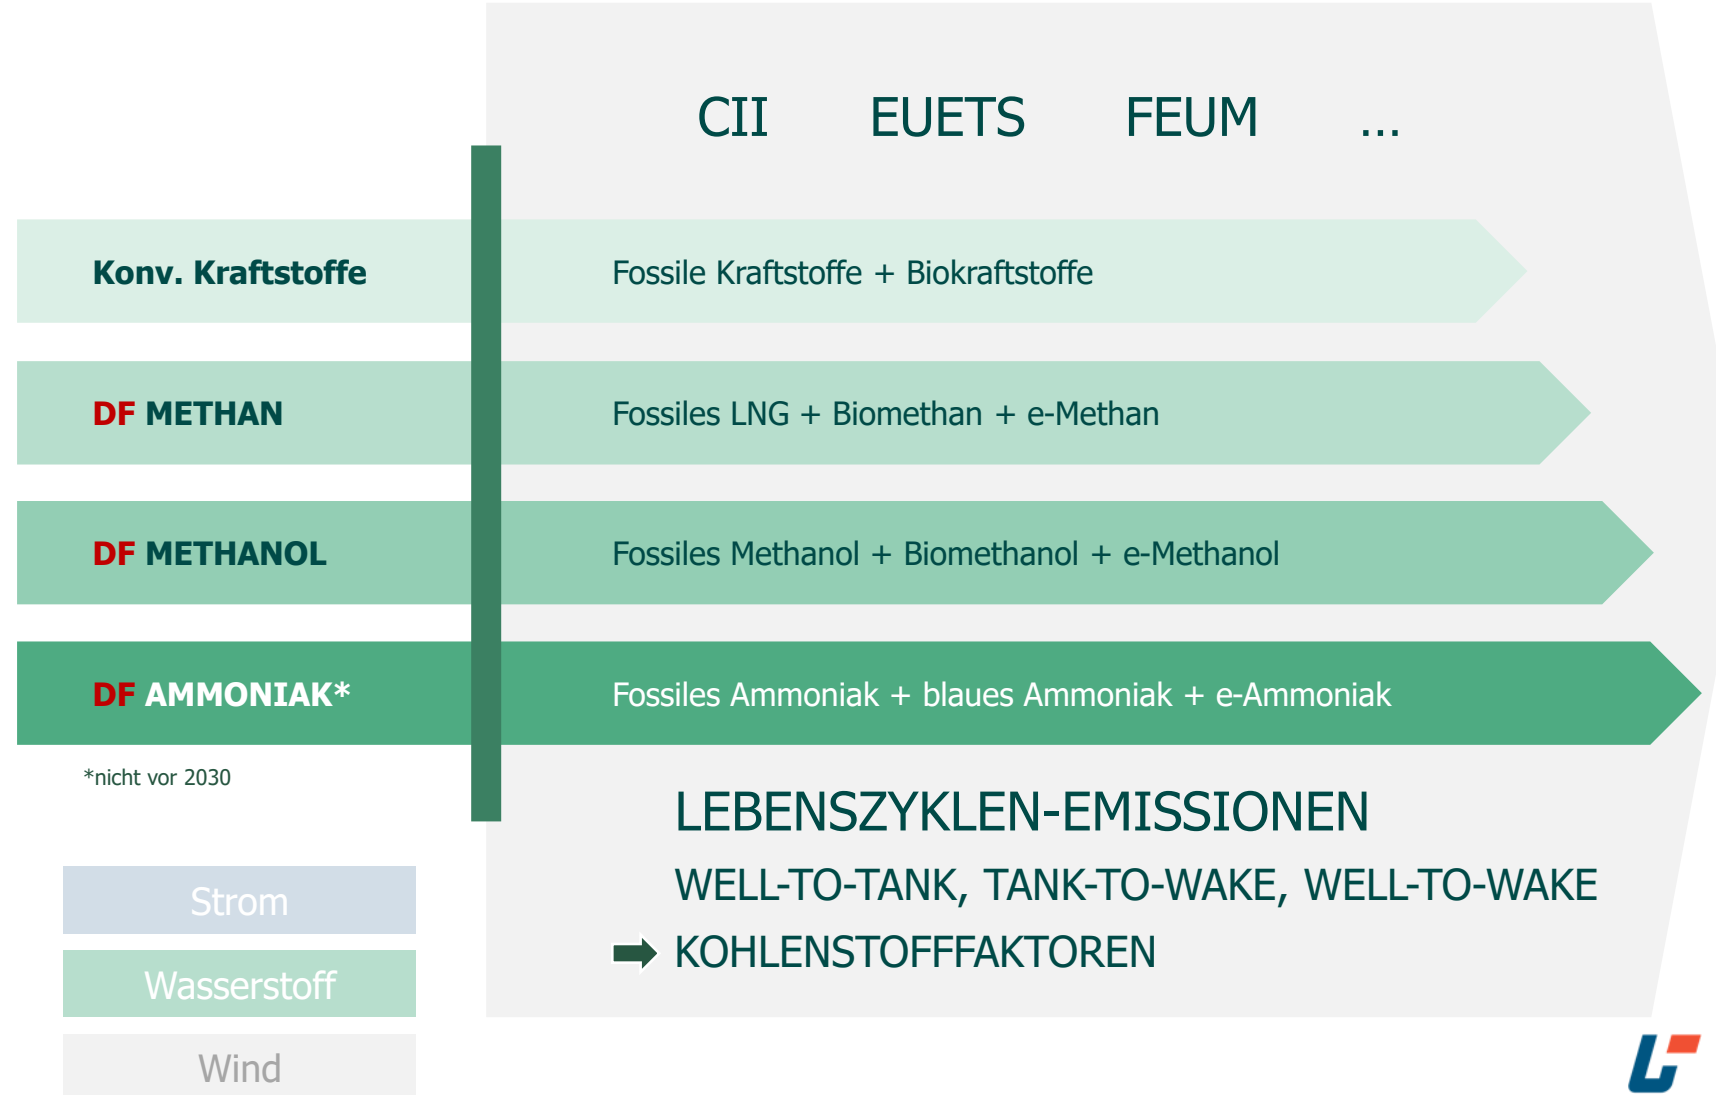 CII EUETS FEUM ...
Konv. Kraftstoffe Fossile Kraftstoffe + Biokraftstoffe
DF METHAN Fossiles LNG + Biomethan + e-Methan
DF METHANOL Fossiles Methanol + Biomethanol + e-Methanol
DF AMMONIAK* Fossiles Ammoniak + blaues Ammoniak + e-Ammoniak
*nicht vor 2030
LEBENSZYKLEN-EMISSIONEN
WELL-TO-TANK, TANK-TO-WAKE, WELL-TO-WAKE
KOHLENSTOFFFAKTOREN
Strom
Wasserstoff
Wind